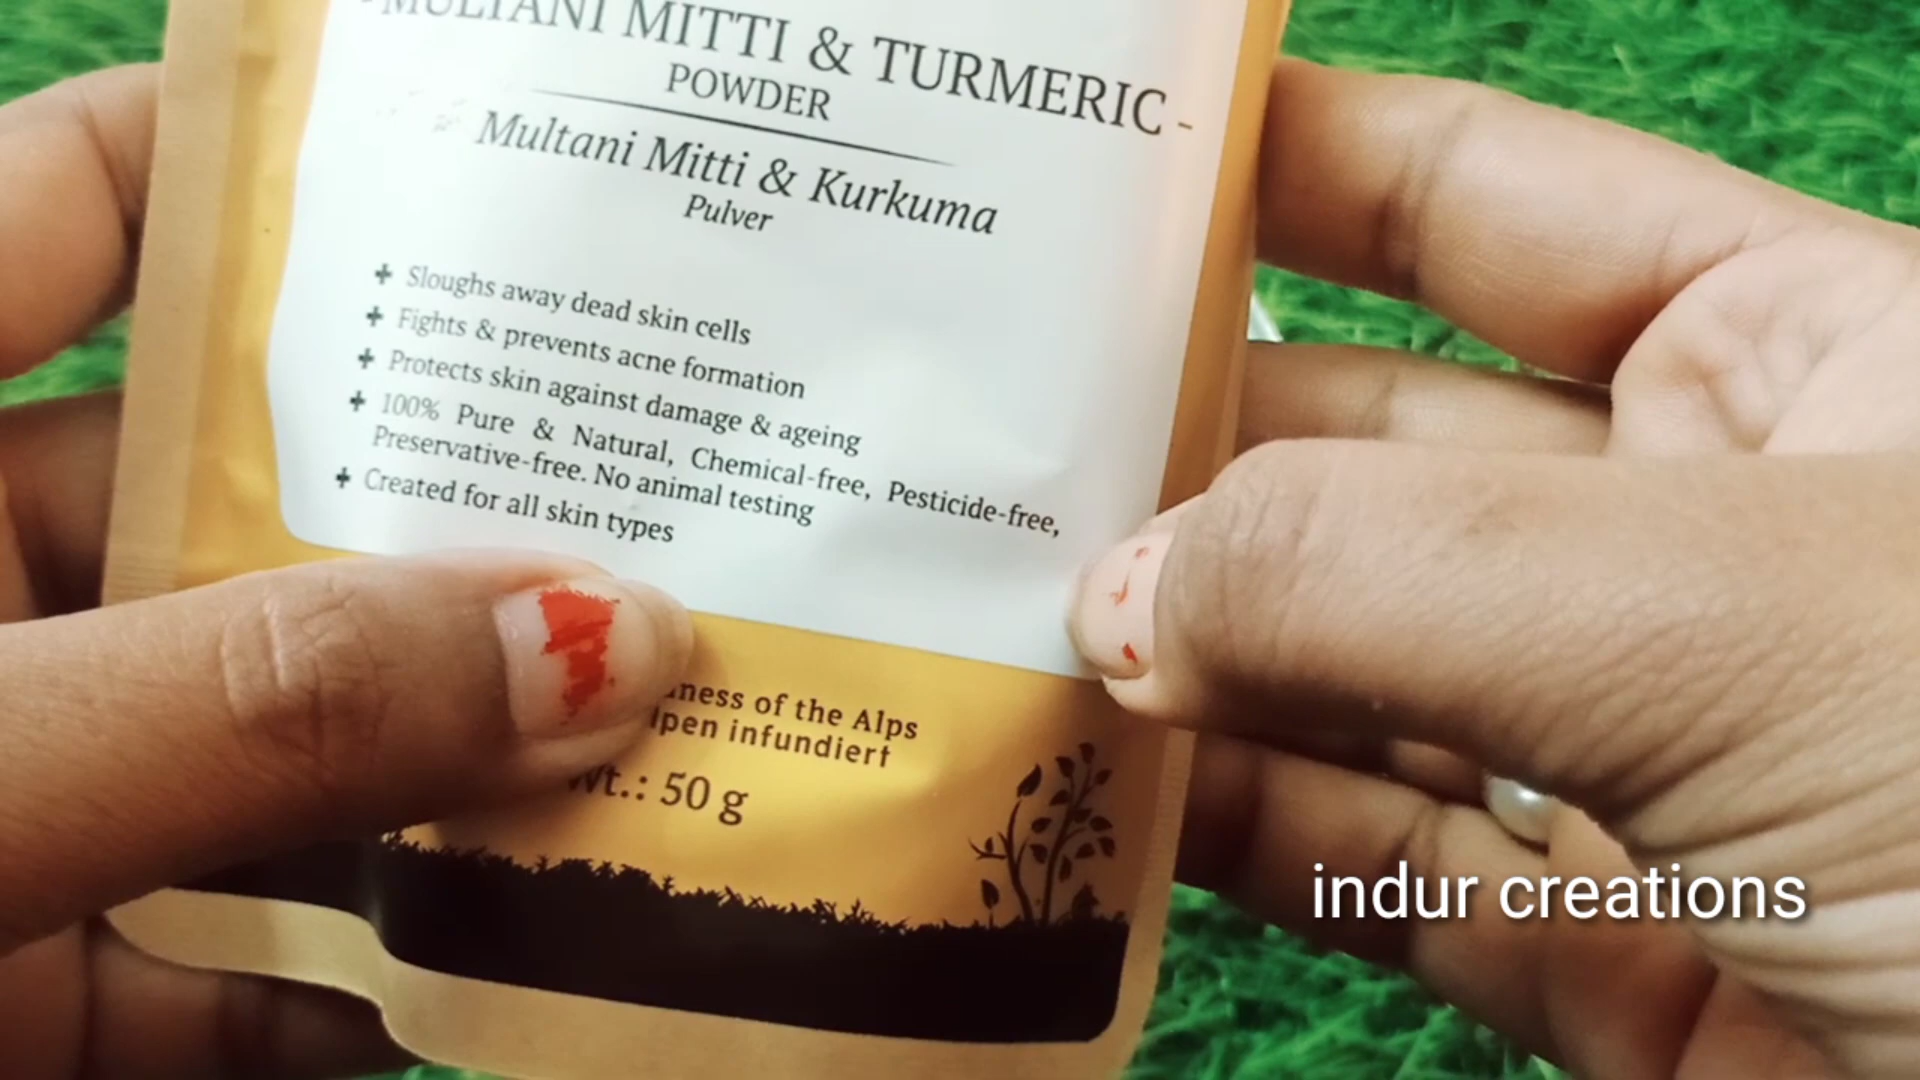 MULTANI MITTI & TURMERIC -
POWDER
Multani Mitti & Kurkuma
Pulver
Sloughs away dead skin cells
Fights & prevents acne formation
Protects skin against damage & ageing
100% Pure & Natural, Chemical-free, Pesticide-free,
Preservative-free. No animal testing
Created for all skin types
of the Alps
infundiert
Wt.: 50 g
indur creations